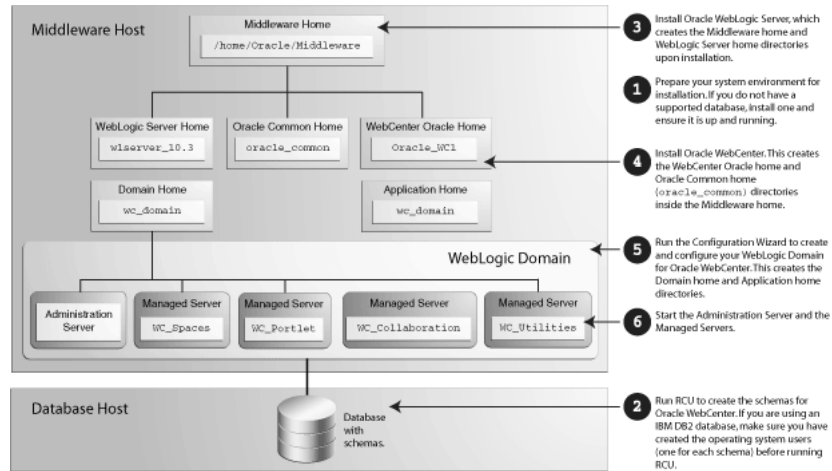 Middleware Host
Middleware Home
/home/Oracle/Middleware
WebLogic Server Home
wlserver_10.3
Oracle Common Home
oracle_common
WebCenter Oracle Home
Oracle_WC1
Domain Home
wc_domain
Application Home
wc_domain
WebLogic Domain
Administration
Server
Managed Server
WC_Spaces
Managed Server
WC_Portlet
Managed Server
WC_Collaboration
Managed Server
WC_Utilities
Database Host
Database
with
schemas.
3
Install Oracle WebLogic Server, which
creates the Middleware home and
WebLogic Server home directories
upon installation.
1
Prepare your system environment for
installation. If you do not have a
supported database, install one and
ensure it is up and running.
4
Install Oracle WebCenter. This creates
the WebCenter Oracle home and
Oracle Common home
(oracle_common) directories
inside the Middleware home.
5
Run the Configuration Wizard to create
and configure your WebLogic Domain
for Oracle WebCenter. This creates the
Domain home and Application home
directories.
6
Start the Administration Server and the
Managed Servers.
2
Run RCU to create the schemas for
Oracle WebCenter. If you are using an
IBM DB2 database, make sure you have
created the operating system users
(one for each schema) before running
RCU.